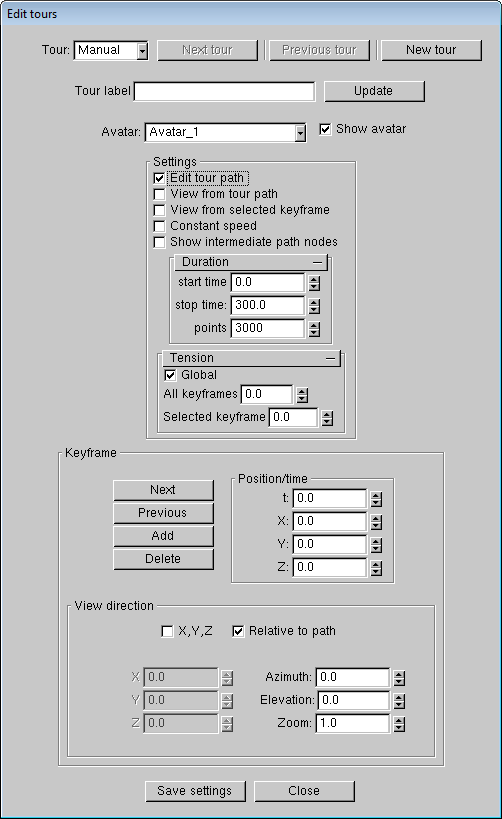 Edit tours
Tour: Manual Next tour Previous tour New tour
Tour label Update
Avatar: Avatar_1 Show avatar
Settings
Edit tour path
View from tour path
View from selected keyframe
Constant speed
Show intermediate path nodes
Duration
start time 0.0
stop time: 300.0
points 3000
Tension
Global
All keyframes 0.0
Selected keyframe 0.0
Keyframe
Next
Previous
Add
Delete
Position/time
t: 0.0
X: 0.0
Y: 0.0
Z: 0.0
View direction
X,Y,Z Relative to path
X 0.0 Azimuth: 0.0
Y 0.0 Elevation: 0.0
Z 0.0 Zoom: 1.0
Save settings Close